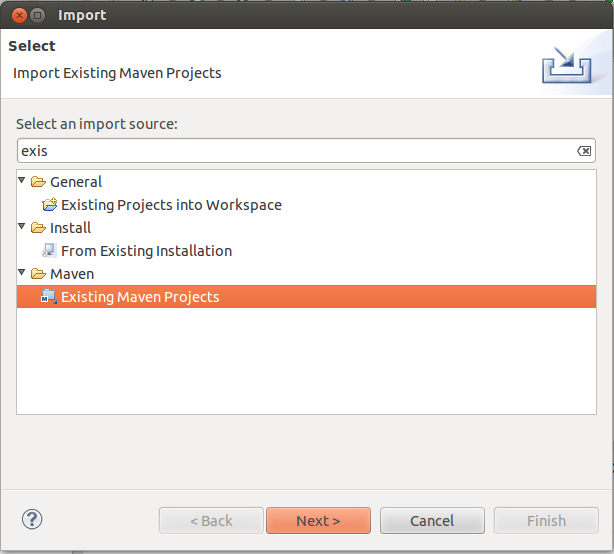 Import
Select
Import Existing Maven Projects
Select an import source:
exis
General
Existing Projects into Workspace
Install
From Existing Installation
Maven
Existing Maven Projects
< Back
Next >
Cancel
Finish